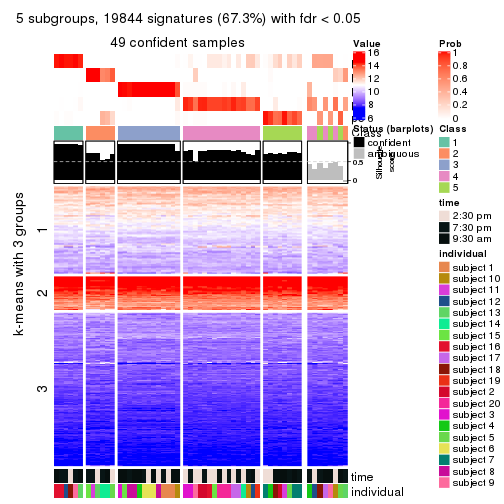 5 subgroups, 19844 signatures (67.3%) with fdr < 0.05
49 confident samples
k-means with 3 groups
1
2
3
Value
16
14
12
10
8
6
Status (barplots)
confident
ambiguous
class
0.5
0
Silhouette
score
time
individual
Prob
1
0.8
0.6
0.4
0.2
0
Class
1
2
3
4
5
time
2:30 pm
7:30 pm
9:30 am
Individual
subject 1
subject 10
subject 11
subject 12
subject 13
subject 14
subject 15
subject 16
subject 17
subject 18
subject 19
subject 2
subject 20
subject 3
subject 4
subject 5
subject 6
subject 7
subject 8
subject 9